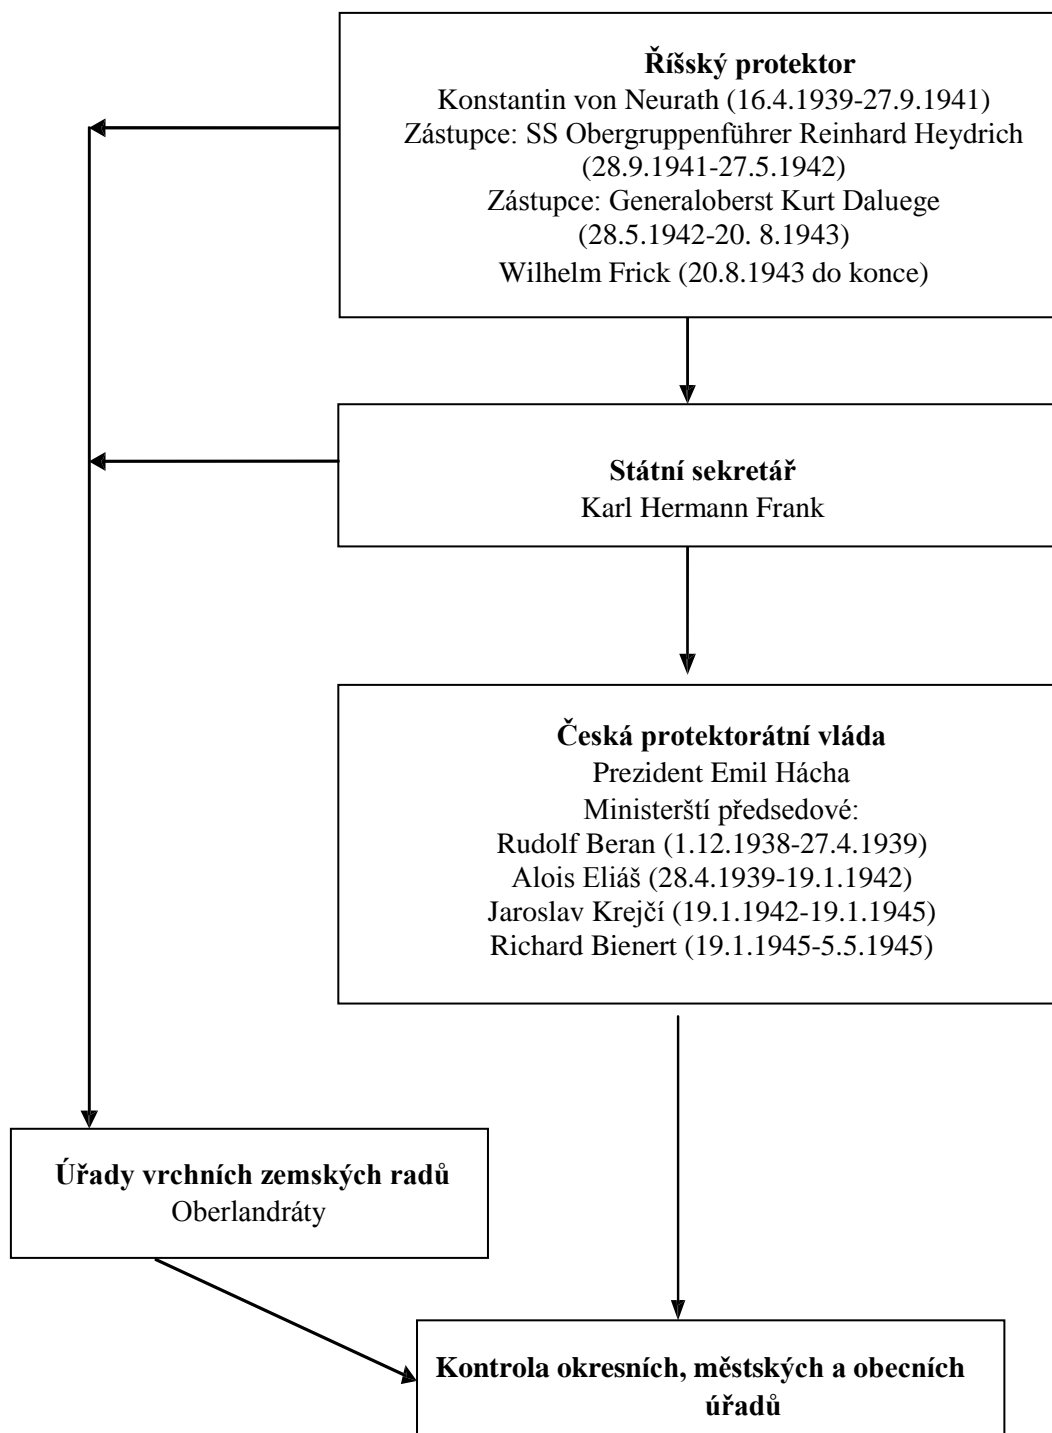 Říšský protektor
Konstantin von Neurath (16.4.1939-27.9.1941)
Zástupce: SS Obergruppenführer Reinhard Heydrich
(28.9.1941-27.5.1942)
Zástupce: Generaloberst Kurt Daluege
(28.5.1942-20. 8.1943)
Wilhelm Frick (20.8.1943 do konce)
Státní sekretář
Karl Hermann Frank
Česká protektorátní vláda
Prezident Emil Hácha
Ministerští předsedové:
Rudolf Beran (1.12.1938-27.4.1939)
Alois Eliáš (28.4.1939-19.1.1942)
Jaroslav Krejčí (19.1.1942-19.1.1945)
Richard Bienert (19.1.1945-5.5.1945)
Úřady vrchních zemských radů
Oberlandráty
Kontrola okresních, městských a obecních
úřadů